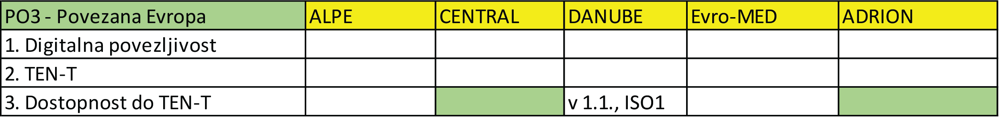 PO3 - Povezana Evropa ALPE CENTRAL DANUBE Evro-MED ADRION
1. Digitalna povezljivost
2. TEN-T
3. Dostopnost do TEN-T v 1.1., ISO1